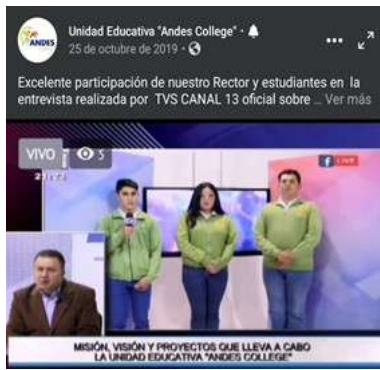 ANDES
Unidad Educativa "Andes College" ·
25 de octubre de 2019 ·
Excelente participación de nuestro Rector y estudiantes en la
entrevista realizada por TVS CANAL 13 oficial sobre ... Ver más
VIVO 5
f LIVE
MISIÓN, VISIÓN Y PROYECTOS QUE LLEVA A CABO
LA UNIDAD EDUCATIVA "ANDES COLLEGE"